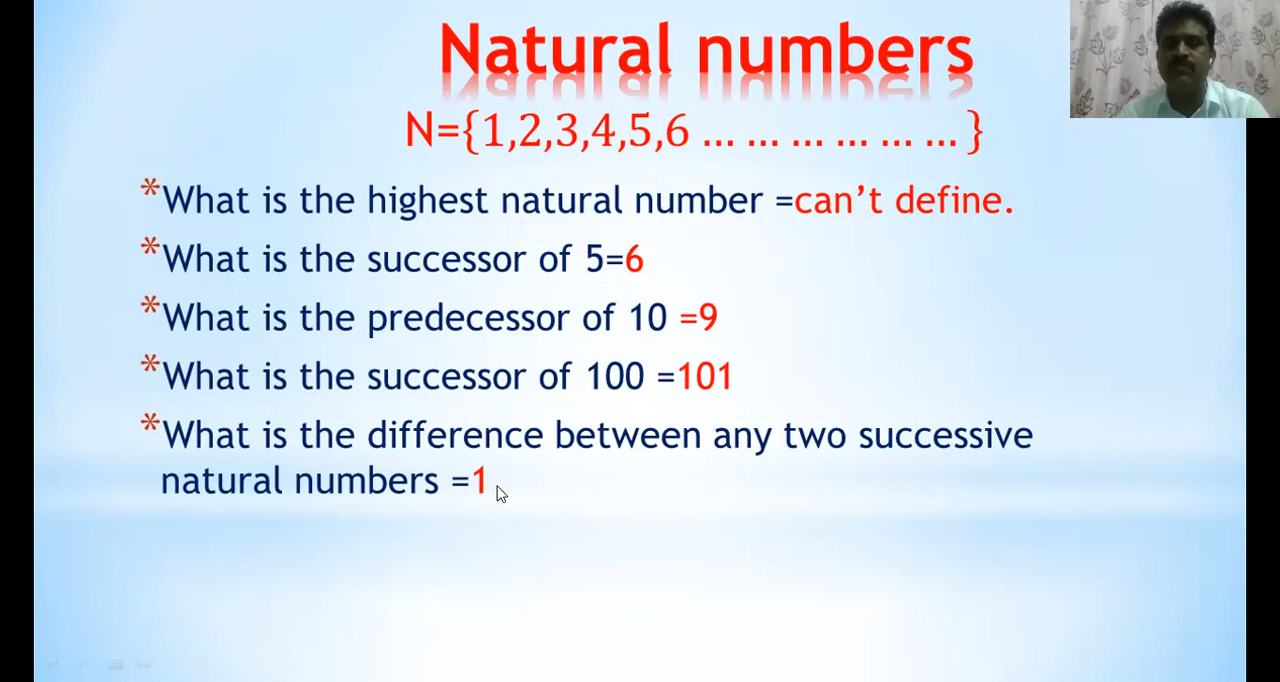 Natural numbers
N={1,2,3,4,5,6 ... ... ... ... ... ... }
*What is the highest natural number =can’t define.
*What is the successor of 5=6
*What is the predecessor of 10 =9
*What is the successor of 100 =101
*What is the difference between any two successive
natural numbers =1